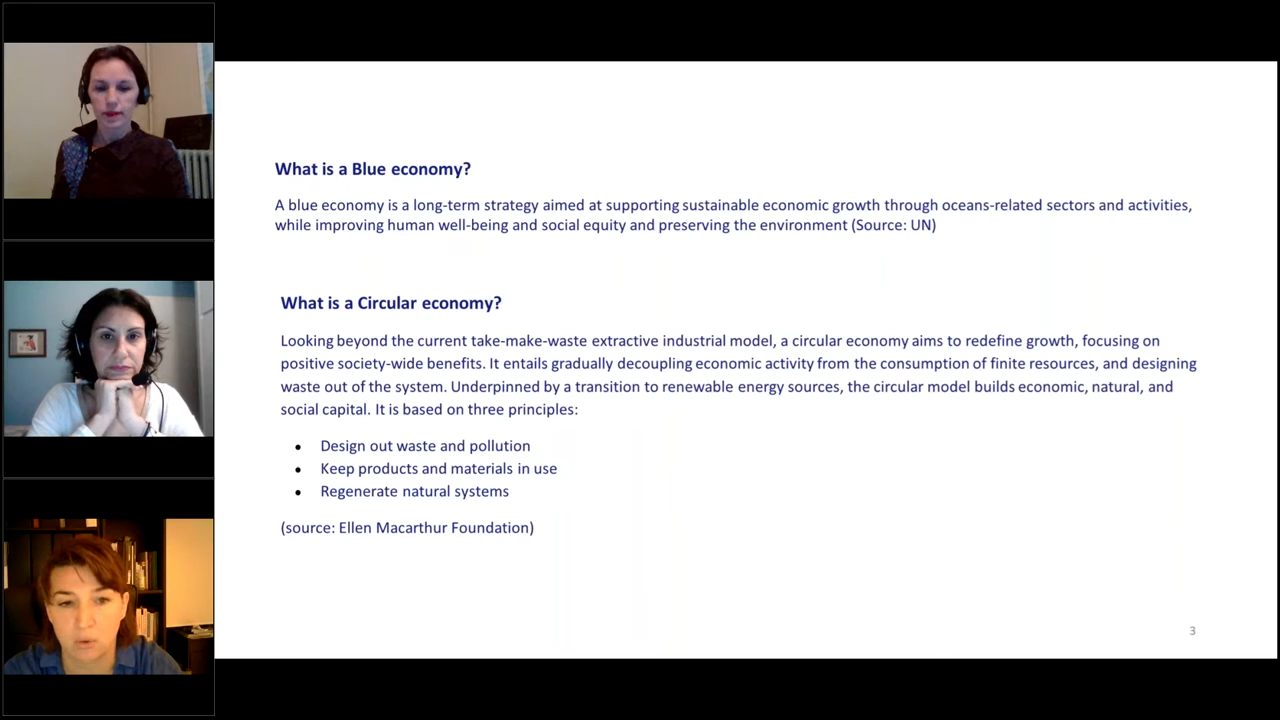 What is a Blue economy?
A blue economy is a long-term strategy aimed at supporting sustainable economic growth through oceans-related sectors and activities,
while improving human well-being and social equity and preserving the environment (Source: UN)
What is a Circular economy?
Looking beyond the current take-make-waste extractive industrial model, a circular economy aims to redefine growth, focusing on
positive society-wide benefits. It entails gradually decoupling economic activity from the consumption of finite resources, and designing
waste out of the system. Underpinned by a transition to renewable energy sources, the circular model builds economic, natural, and
social capital. It is based on three principles:
• Design out waste and pollution
• Keep products and materials in use
• Regenerate natural systems
(source: Ellen Macarthur Foundation)
3